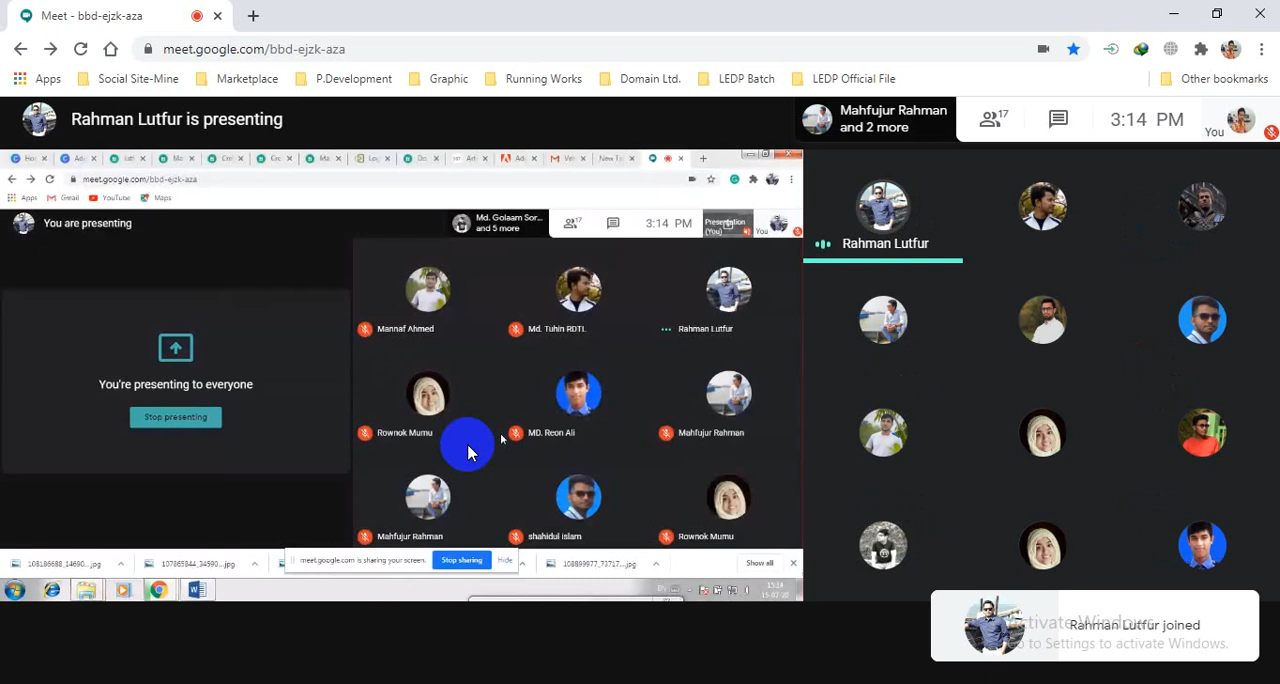 Meet - bbd-ejzk-aza
meet.google.com/bbd-ejzk-aza
Apps Social Site-Mine Marketplace P.Development Graphic Running Works Domain Ltd. LEDP Batch LEDP Official File Other bookmarks
Rahman Lutfur is presenting
Mahfujur Rahman
and 2 more
17
3:14 PM
You
meet.google.com/bbd-ejzk-aza
Apps Gmail YouTube Maps
You are presenting
Md. Golaam Sor...
and 5 more
17
3:14 PM
Presentation
(You)
You
Rahman Lutfur
Mannaf Ahmed Md. Tuhin RDTI. Rahman Lutfur
You're presenting to everyone
Stop presenting
Rownok Mumu MD. Reon Ali Mahfujur Rahman
Mahfujur Rahman shahidul islam Rownok Mumu
meet.google.com is sharing your screen. Stop sharing Hide
Show all
Rahman Lutfur joined
Activate Windows
Go to Settings to activate Windows.